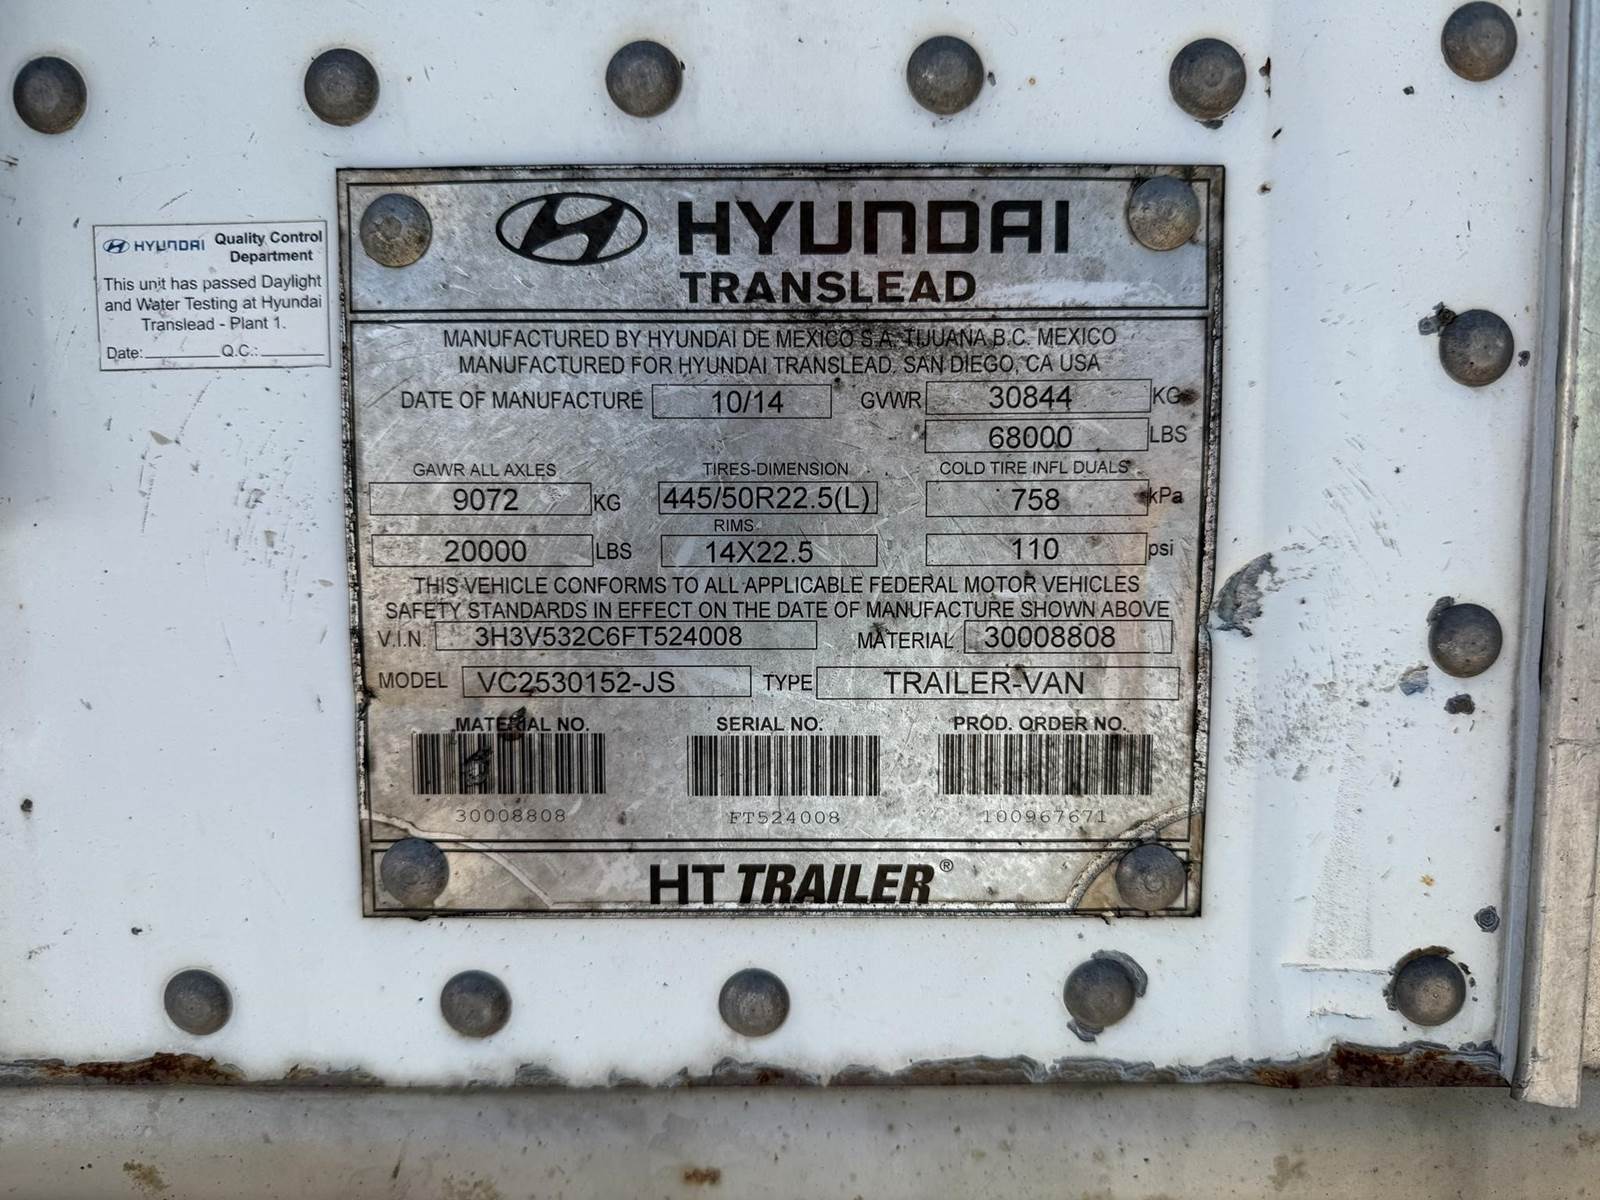 HYUNDAI
TRANSLEAD
HYUNDAI Quality Control
Department
This unit has passed Daylight
and Water Testing at Hyundai
Translead - Plant 1.
Date: Q.C.:
MANUFACTURED BY HYUNDAI DE MEXICO S.A. TIJUANA B.C. MEXICO
MANUFACTURED FOR HYUNDAI TRANSLEAD, SAN DIEGO, CA USA
DATE OF MANUFACTURE 10/14 GVWR 30844 KG
68000 LBS
GAWR ALL AXLES TIRES-DIMENSION COLD TIRE INFL DUALS
9072 KG 445/50R22.5(L) 758 kPa
RIMS
20000 LBS 14X22.5 110 psi
THIS VEHICLE CONFORMS TO ALL APPLICABLE FEDERAL MOTOR VEHICLES
SAFETY STANDARDS IN EFFECT ON THE DATE OF MANUFACTURE SHOWN ABOVE
V.I.N. 3H3V532C6FT524008 MATERIAL 30008808
MODEL VC2530152-JS TYPE TRAILER-VAN
MATERIAL NO. SERIAL NO. PROD. ORDER NO.
30008808 FT524008 100967671
HT TRAILER®